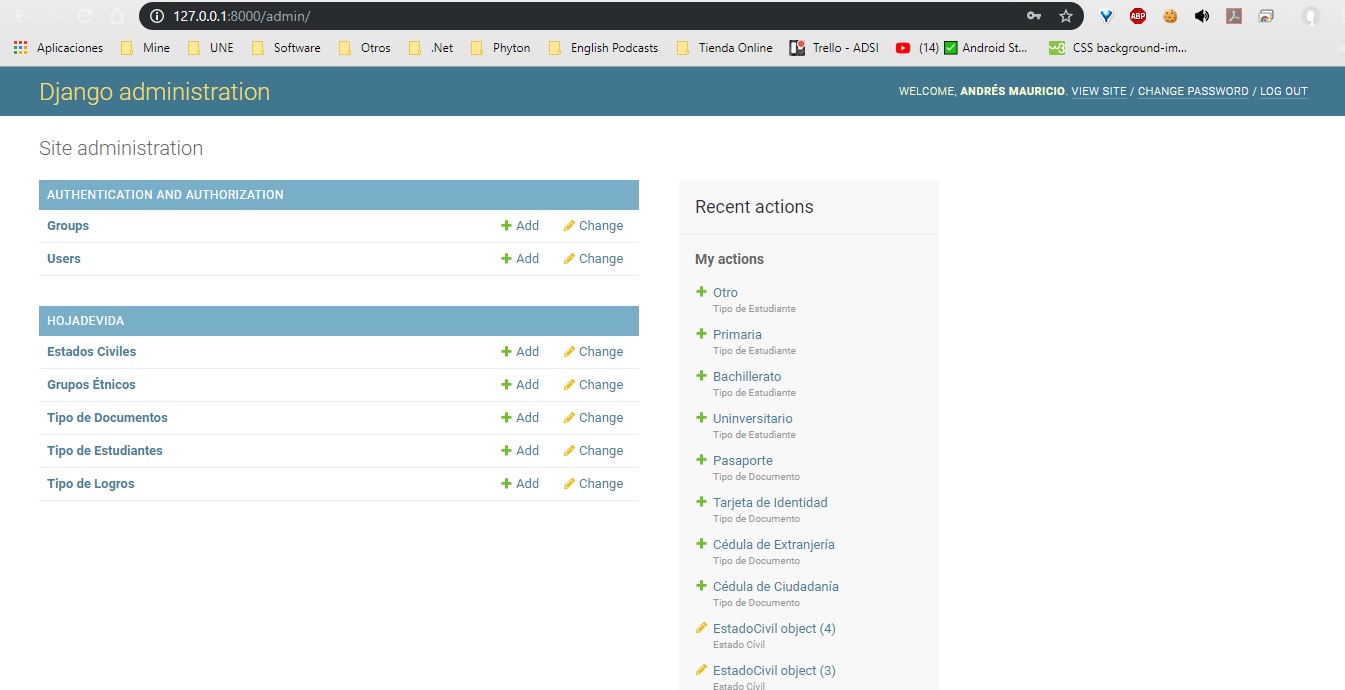 127.0.0.1:8000/admin/
ABP
Aplicaciones Mine UNE Software Otros .Net Phyton English Podcasts Tienda Online Trello - ADSI (14) ✅ Android St... w3 CSS background-im...
Django administration
WELCOME, ANDRÉS MAURICIO. VIEW SITE / CHANGE PASSWORD / LOG OUT
Site administration
AUTHENTICATION AND AUTHORIZATION
Groups Add Change
Users Add Change
HOJADEVIDA
Estados Civiles Add Change
Grupos Étnicos Add Change
Tipo de Documentos Add Change
Tipo de Estudiantes Add Change
Tipo de Logros Add Change
Recent actions
My actions
Otro
Tipo de Estudiante
Primaria
Tipo de Estudiante
Bachillerato
Tipo de Estudiante
Uninversitario
Tipo de Estudiante
Pasaporte
Tipo de Documento
Tarjeta de Identidad
Tipo de Documento
Cédula de Extranjería
Tipo de Documento
Cédula de Ciudadanía
Tipo de Documento
EstadoCivil object (4)
Estado Cívil
EstadoCivil object (3)
Estado Cívil